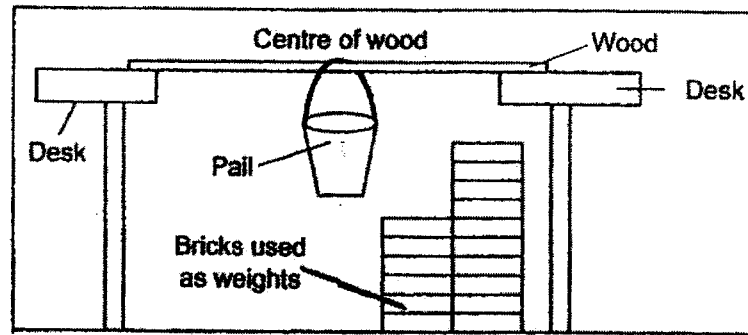 Centre of wood
Wood
Desk
Desk
Pail
Bricks used
as weights